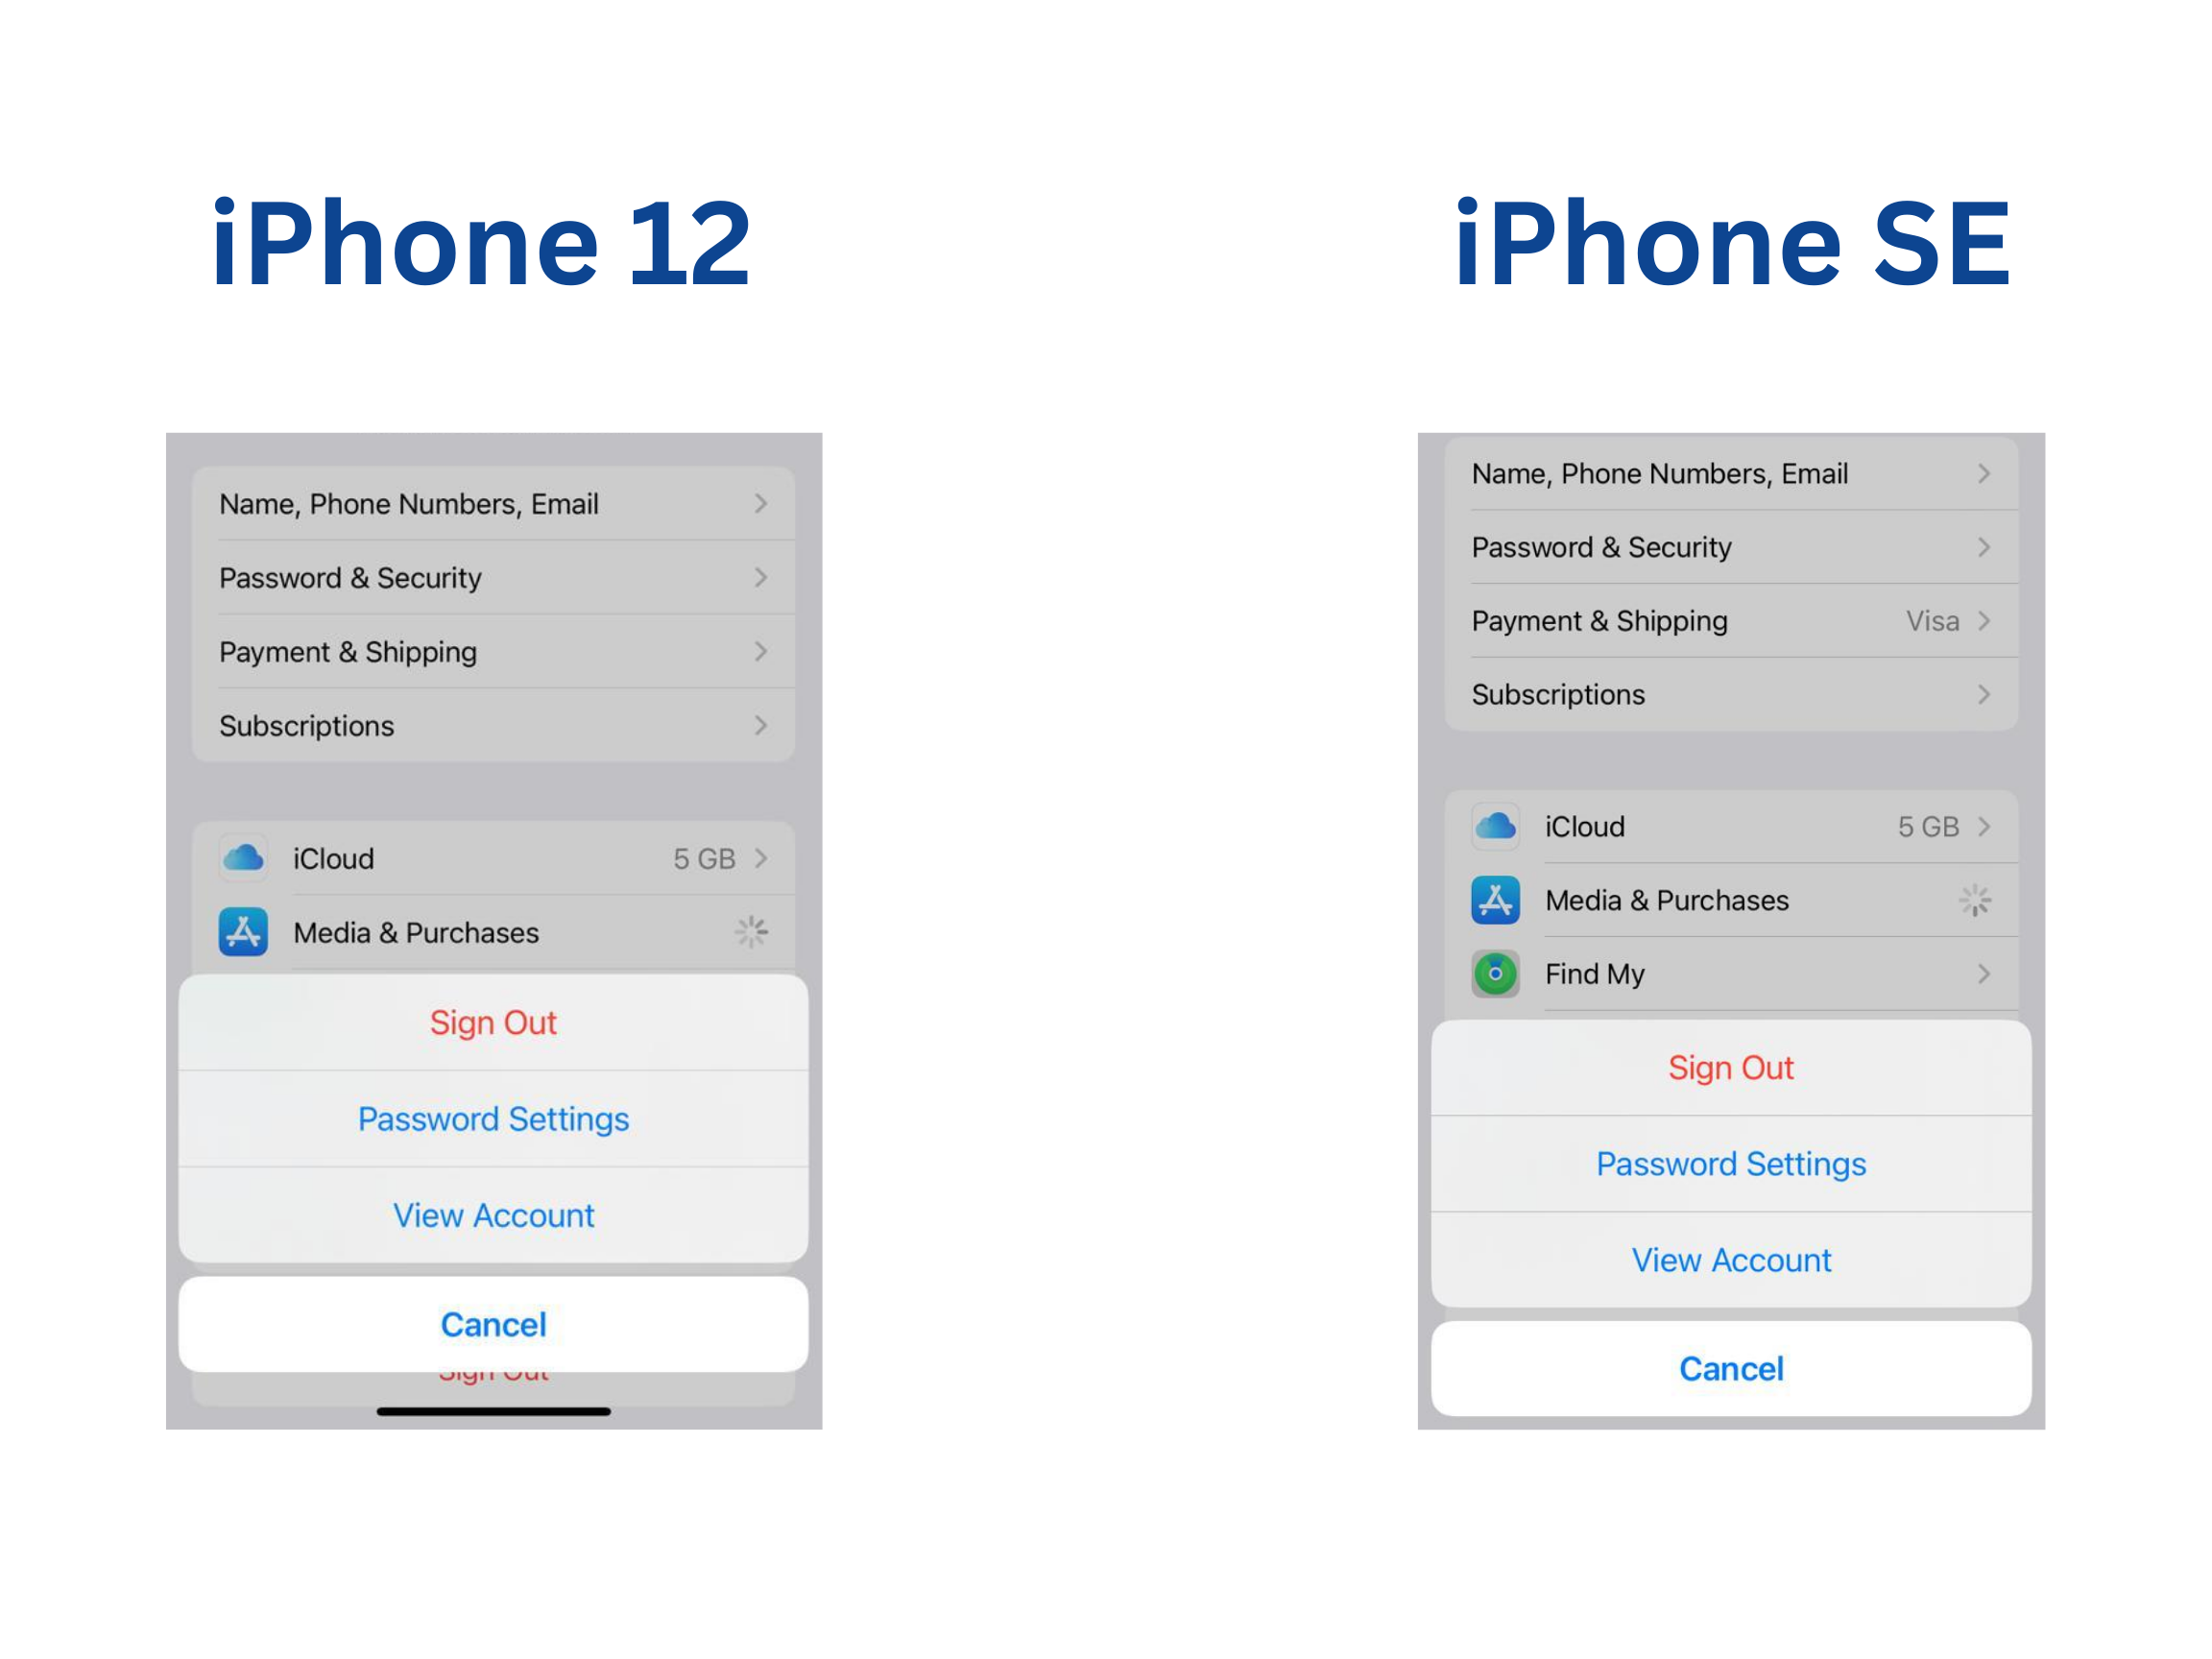 iPhone 12
Name, Phone Numbers, Email
Password & Security
Payment & Shipping
Subscriptions
iCloud 5 GB
Media & Purchases
Sign Out
Password Settings
View Account
Cancel
Sign Out
iPhone SE
Name, Phone Numbers, Email
Password & Security
Payment & Shipping Visa
Subscriptions
iCloud 5 GB
Media & Purchases
Find My
Sign Out
Password Settings
View Account
Cancel